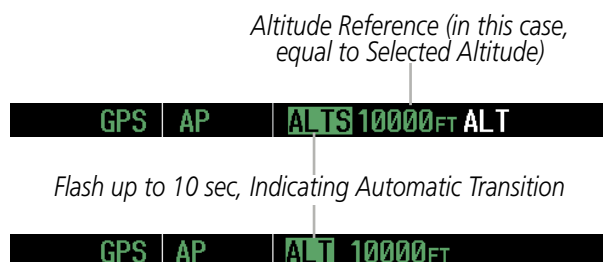 Altitude Reference (in this case,
equal to Selected Altitude)
GPS AP ALTS 10000FT ALT
Flash up to 10 sec, Indicating Automatic Transition
GPS AP ALT 10000FT